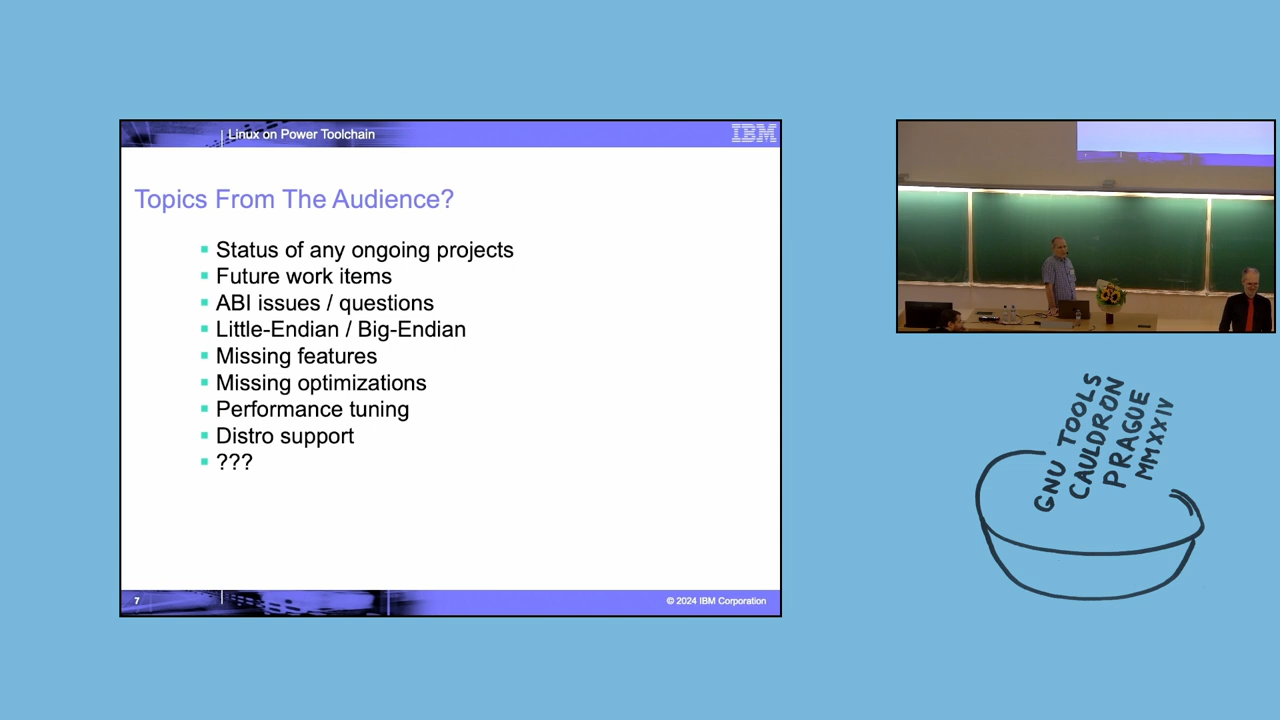 Linux on Power Toolchain
IBM
Topics From The Audience?
Status of any ongoing projects
Future work items
ABI issues / questions
Little-Endian / Big-Endian
Missing features
Missing optimizations
Performance tuning
Distro support
???
7
© 2024 IBM Corporation
GNU TOOLS
CAULDRON
PRAGUE
MMXXIV